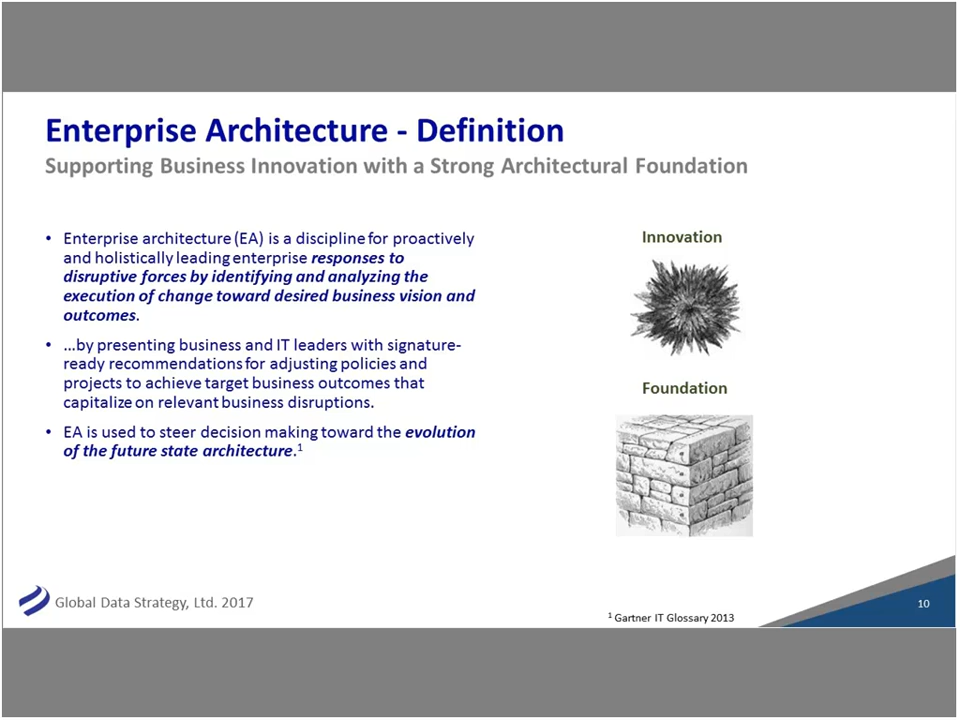 Enterprise Architecture - Definition
Supporting Business Innovation with a Strong Architectural Foundation
• Enterprise architecture (EA) is a discipline for proactively
and holistically leading enterprise responses to
disruptive forces by identifying and analyzing the
execution of change toward desired business vision and
outcomes.
• …by presenting business and IT leaders with signature-
ready recommendations for adjusting policies and
projects to achieve target business outcomes that
capitalize on relevant business disruptions.
• EA is used to steer decision making toward the evolution
of the future state architecture.¹
Innovation
Foundation
Global Data Strategy, Ltd. 2017
¹ Gartner IT Glossary 2013
10